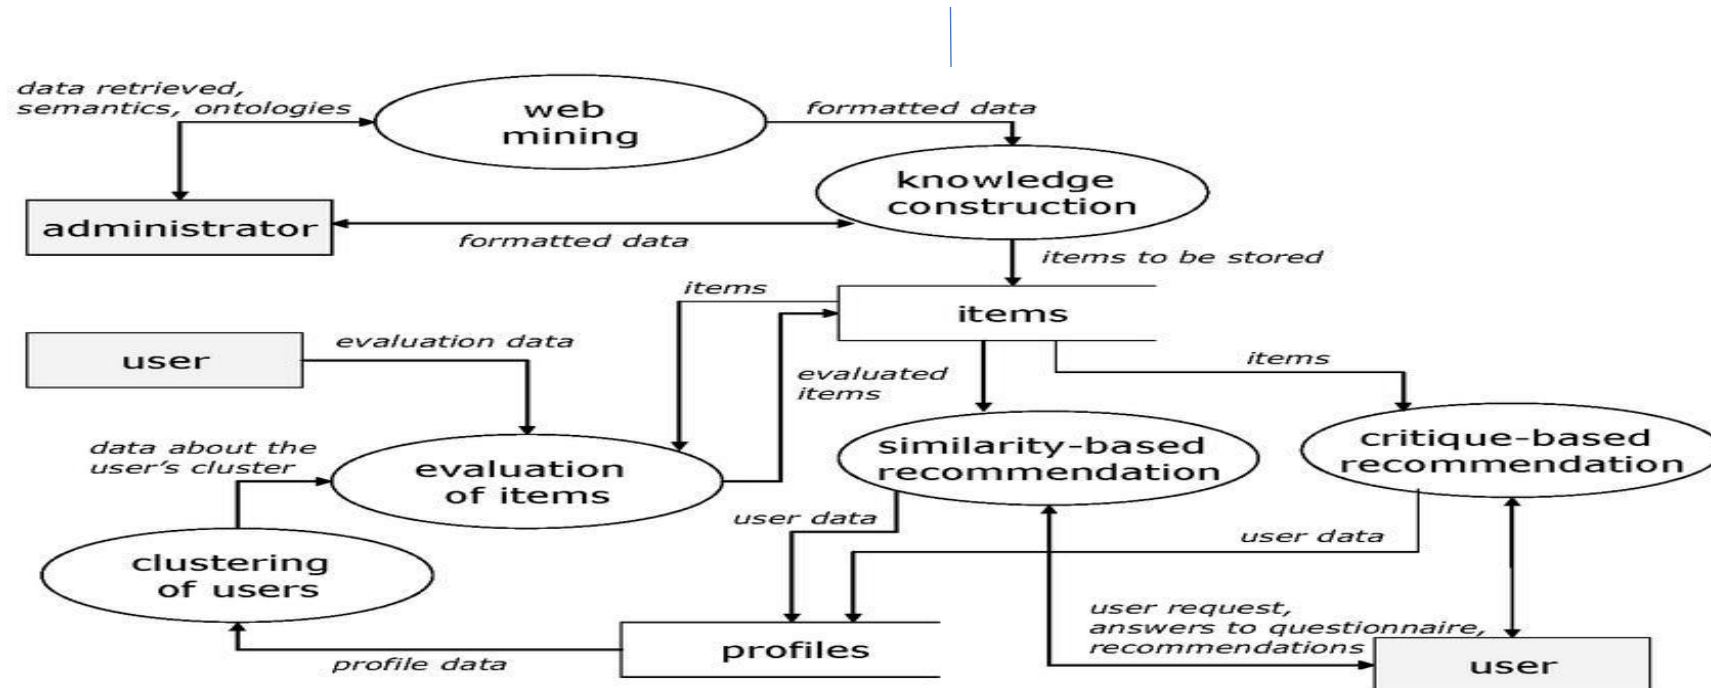 data retrieved,
semantics, ontologies
web
mining
formatted data
knowledge
construction
administrator
formatted data
items to be stored
items
items
user
evaluation data
evaluated
items
items
data about the
user's cluster
evaluation
of items
similarity-based
recommendation
critique-based
recommendation
user data
user data
clustering
of users
user request,
answers to questionnaire,
recommendations
profile data
profiles
user